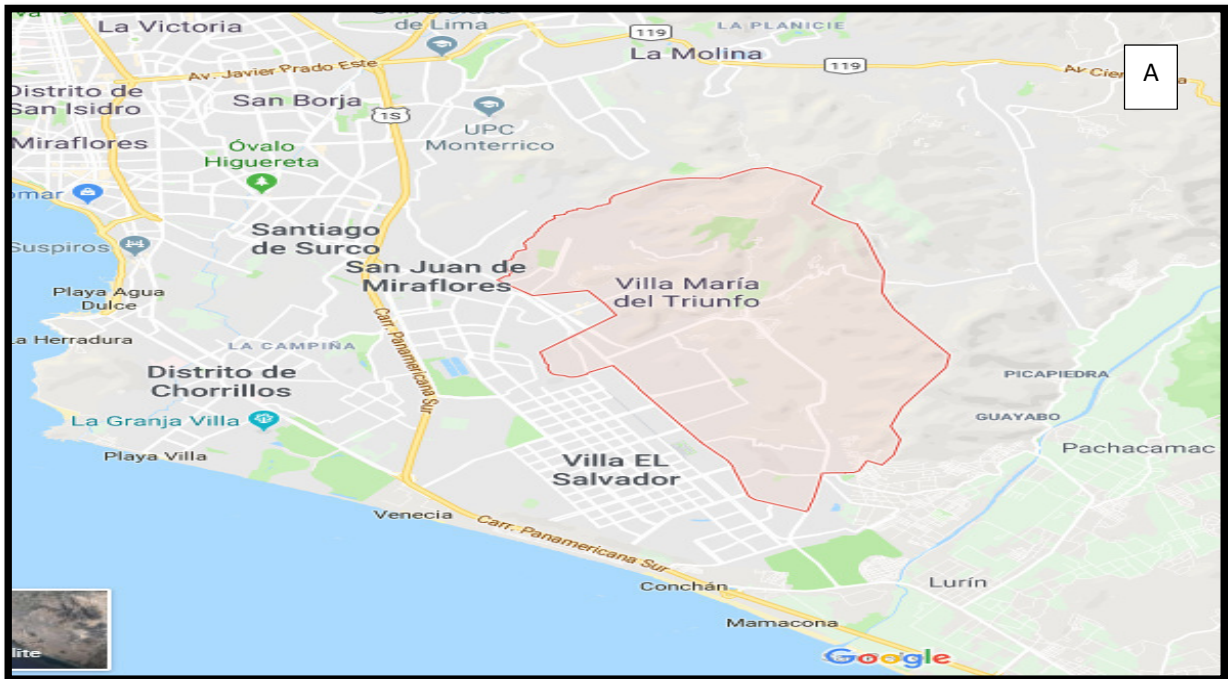 La Victoria
de Lima
119
LA PLANICIE
La Molina
119
A
Av. Javier Prado Este
Distrito de
San Isidro
San Borja
1S
UPC
Monterrico
Miraflores
Óvalo
Higuereta
omar
Suspiros
Santiago
de Surco
San Juan de
Miraflores
Villa María
del Triunfo
Playa Agua
Dulce
La Herradura
LA CAMPIÑA
Carr. Panamericana Sur
Distrito de
Chorrillos
PICAPIEDRA
GUAYABO
La Granja Villa
Playa Villa
Pachacamac
Villa EL
Salvador
Venecia
Carr. Panamericana Sur
Conchán
Lurín
Mamacona
lite
Google